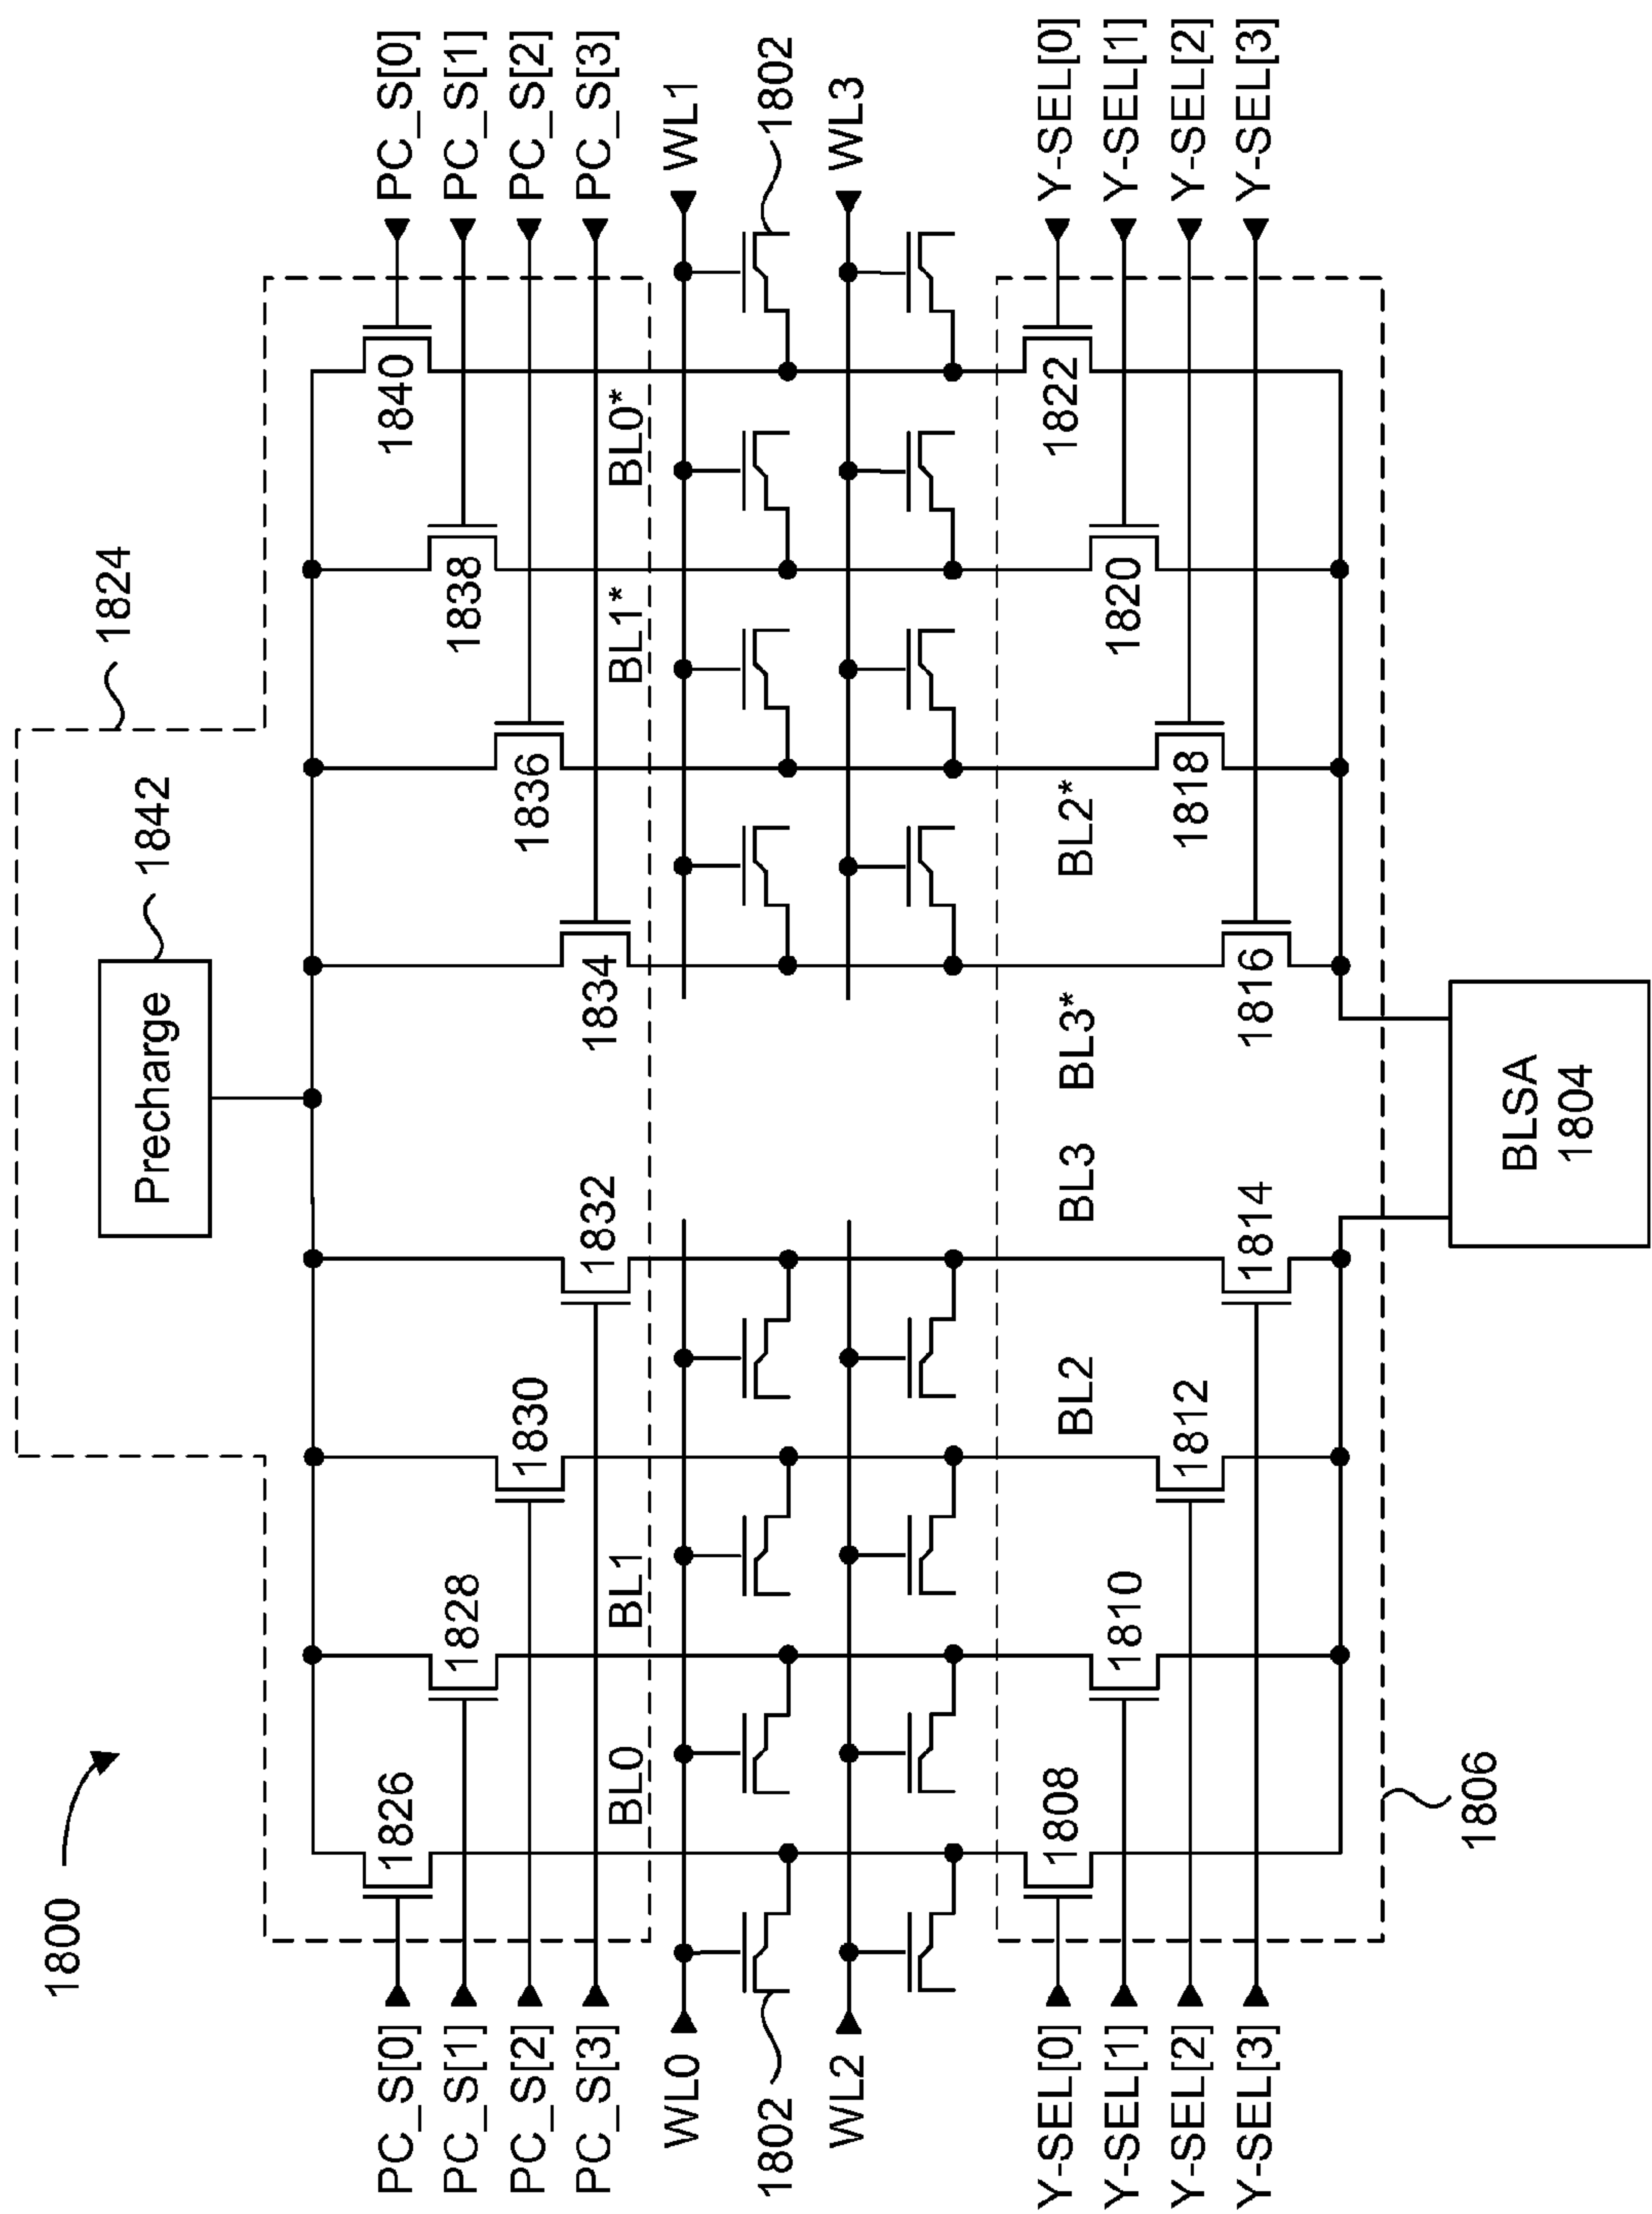 1800
1824
Precharge
1842
PC_S[0]
1826
1840
PC_S[0]
PC_S[1]
1828
1838
PC_S[1]
PC_S[2]
1830
1836
PC_S[2]
PC_S[3]
1832
1834
PC_S[3]
BL0
BL1
BL1*
BL0*
WL0
WL1
1802
1802
WL2
WL3
Y-SEL[0]
1808
BL2
BL3
BL3*
BL2*
1822
Y-SEL[0]
Y-SEL[1]
1810
1820
Y-SEL[1]
Y-SEL[2]
1812
1818
Y-SEL[2]
Y-SEL[3]
1814
1816
Y-SEL[3]
1806
BLSA
1804